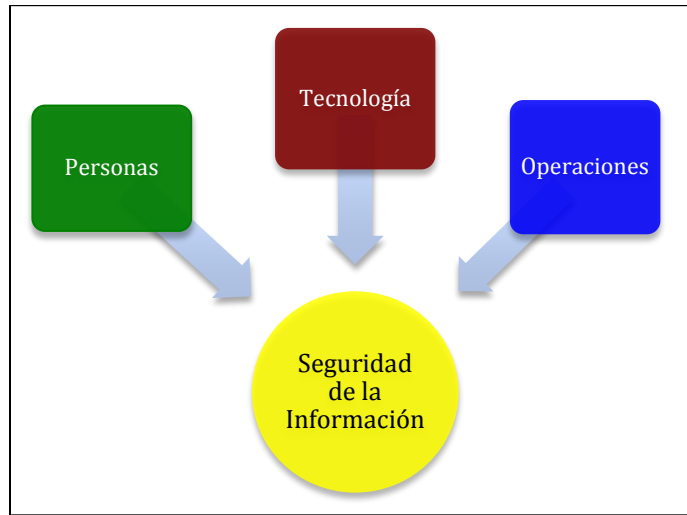 Tecnología
Personas
Operaciones
Seguridad
de la
Información